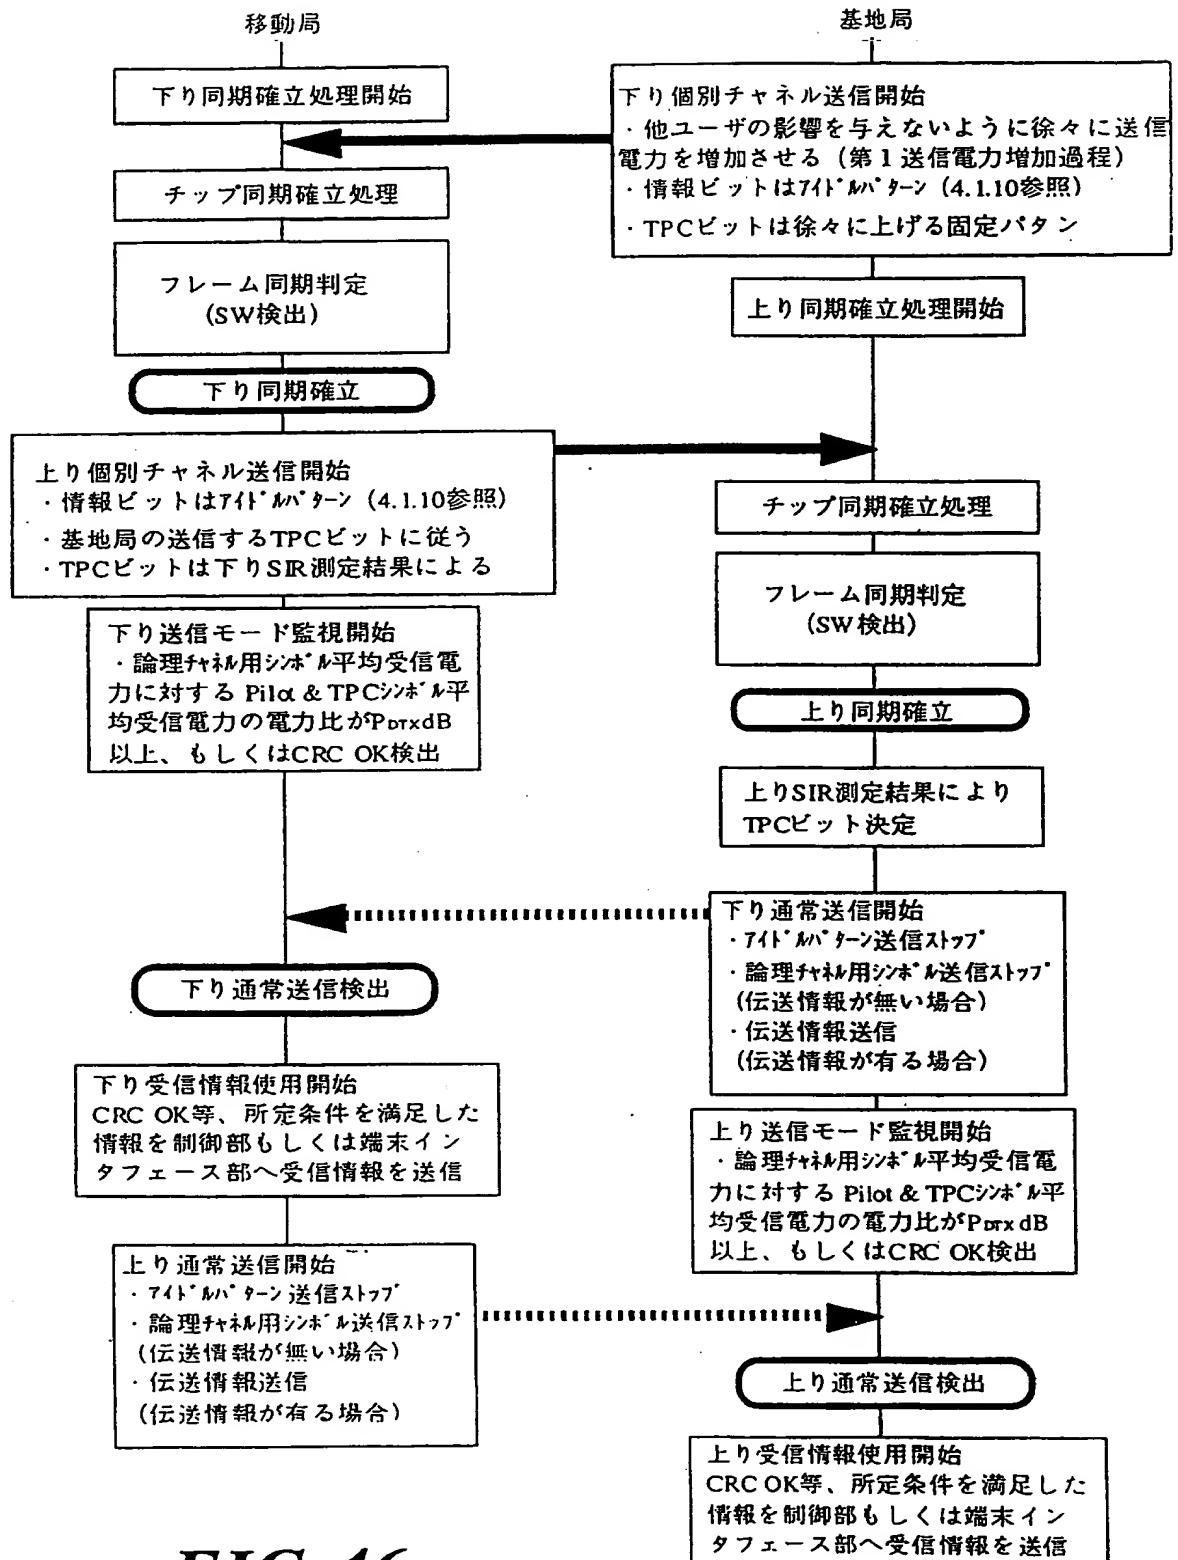 移動局
基地局
下り同期確立処理開始
下り個別チャネル送信開始
・他ユーザの影響を与えないように徐々に送信
電力を増加させる（第１送信電力増加過程）
・情報ビットはｱｲﾄﾞﾙﾊﾟﾀｰﾝ（4.1.10参照）
・TPCビットは徐々に上げる固定パタン
チップ同期確立処理
フレーム同期判定
(SW検出)
上り同期確立処理開始
下り同期確立
上り個別チャネル送信開始
・情報ビットはｱｲﾄﾞﾙﾊﾟﾀｰﾝ（4.1.10参照）
・基地局の送信するTPCビットに従う
・TPCビットは下りSIR測定結果による
チップ同期確立処理
フレーム同期判定
(SW検出)
下り送信モード監視開始
・論理ﾁｬﾈﾙ用ｼﾝﾎﾞﾙ平均受信電
力に対する Pilot & TPCｼﾝﾎﾞﾙ平
均受信電力の電力比がPDTXdB
以上、もしくはCRC OK検出
上り同期確立
上りSIR測定結果により
TPCビット決定
下り通常送信開始
・ｱｲﾄﾞﾙﾊﾟﾀｰﾝ送信ｽﾄｯﾌﾟ
・論理ﾁｬﾈﾙ用ｼﾝﾎﾞﾙ送信ｽﾄｯﾌﾟ
(伝送情報が無い場合)
・伝送情報送信
(伝送情報が有る場合)
下り通常送信検出
下り受信情報使用開始
CRC OK等、所定条件を満足した
情報を制御部もしくは端末イン
タフェース部へ受信情報を送信
上り送信モード監視開始
・論理ﾁｬﾈﾙ用ｼﾝﾎﾞﾙ平均受信電
力に対する Pilot & TPCｼﾝﾎﾞﾙ平
均受信電力の電力比がPDTX dB
以上、もしくはCRC OK検出
上り通常送信開始
・ｱｲﾄﾞﾙﾊﾟﾀｰﾝ 送信ｽﾄｯﾌﾟ
・論理ﾁｬﾈﾙ用ｼﾝﾎﾞﾙ送信ｽﾄｯﾌﾟ
(伝送情報が無い場合)
・伝送情報送信
(伝送情報が有る場合)
上り通常送信検出
上り受信情報使用開始
CRC OK等、所定条件を満足した
情報を制御部もしくは端末イン
タフェース部へ受信情報を送信